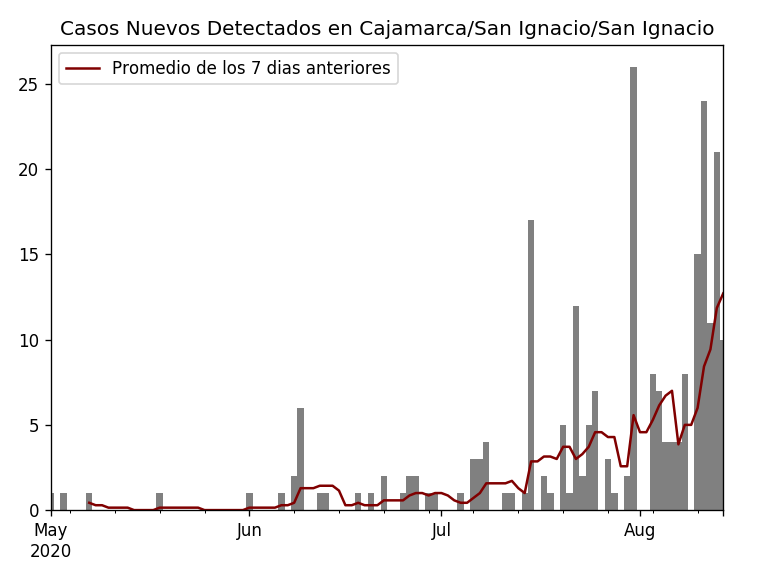 Casos Nuevos Detectados en Cajamarca/San Ignacio/San Ignacio
Promedio de los 7 dias anteriores
25
20
15
10
5
0
May Jun Jul Aug
2020